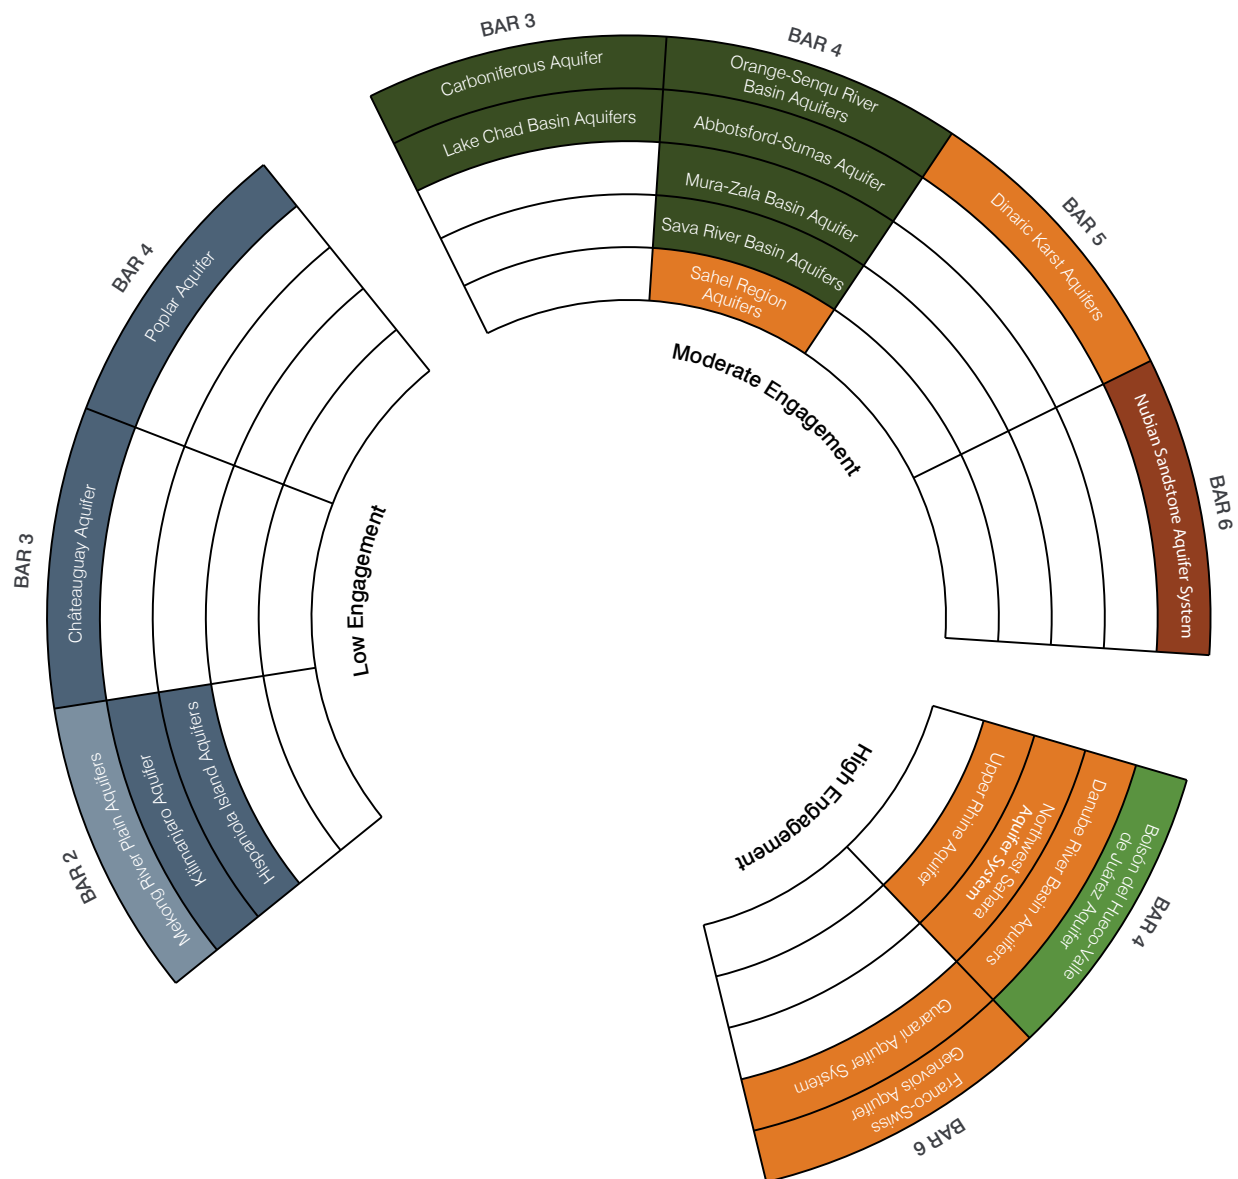 BAR 3
Carboniferous Aquifer
Lake Chad Basin Aquifers
BAR 4
Orange-Senqu River
Basin Aquifers
Abbotsford-Sumas Aquifer
Mura-Zala Basin Aquifer
Sava River Basin Aquifers
Sahel Region
Aquifers
BAR 5
Dinaric Karst Aquifers
BAR 6
Nubian Sandstone Aquifer System
Moderate Engagement
BAR 4
Poplar Aquifer
BAR 3
Châteauguay Aquifer
BAR 2
Mekong River Plain Aquifers
Kilimanjaro Aquifer
Hispaniola Island Aquifers
Low Engagement
High Engagement
BAR 4
Bolsón del Hueco-Valle
de Juárez Aquifer
Danube River Basin Aquifers
Northwest Sahara
Aquifer System
Upper Rhine Aquifer
BAR 6
Franco-Swiss
Genevois Aquifer
Guaraní Aquifer System